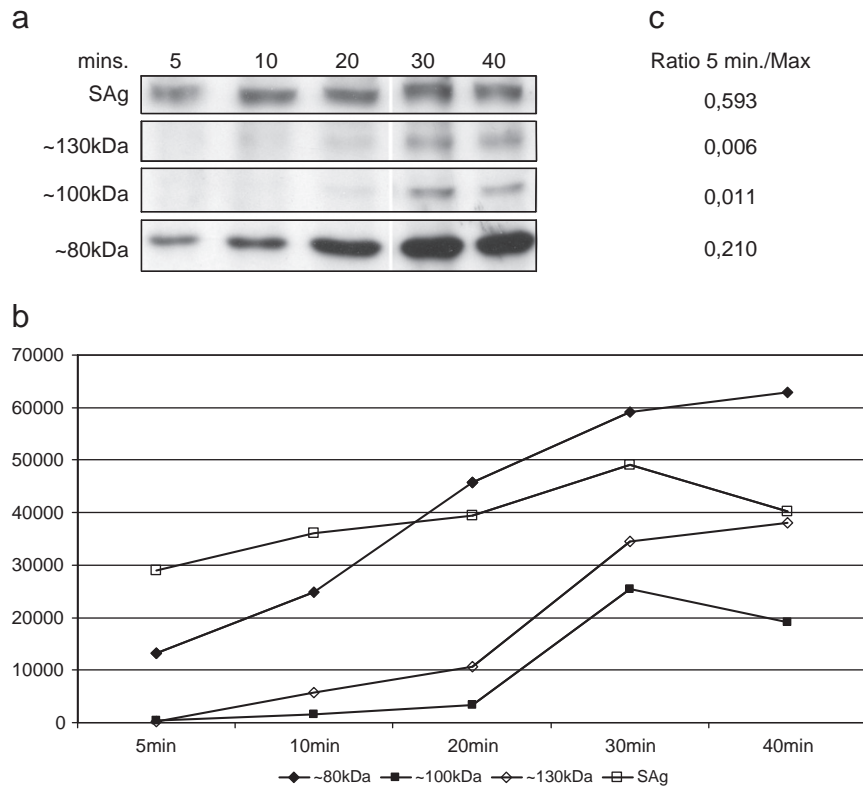 a
mins. 5 10 20 30 40
SAg
~130kDa
~100kDa
~80kDa
c
Ratio 5 min./Max
0,593
0,006
0,011
0,210
b
70000
60000
50000
40000
30000
20000
10000
0
5min 10min 20min 30min 40min
~80kDa ~100kDa ~130kDa SAg